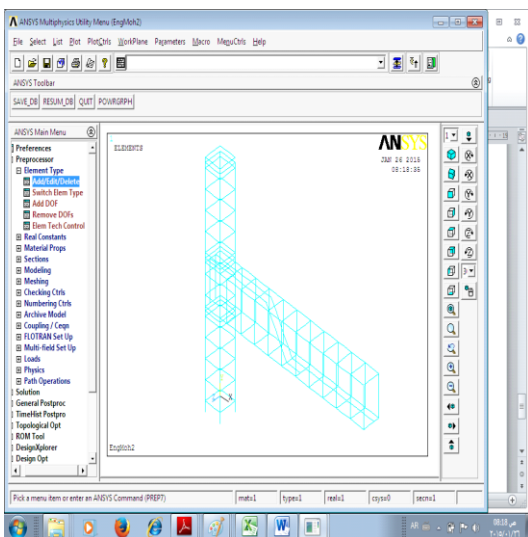 ANSYS Multiphysics Utility Menu (EngMoh2)
File Select List Plot PlotCtrls WorkPlane Parameters Macro MenuCtrls Help
ANSYS Toolbar
SAVE_DB RESUM_DB QUIT POWRGRPH
ANSYS Main Menu
Preferences
Preprocessor
Element Type
Add/Edit/Delete
Switch Elem Type
Add DOF
Remove DOFs
Elem Tech Control
Real Constants
Material Props
Sections
Modeling
Meshing
Checking Ctrls
Numbering Ctrls
Archive Model
Coupling / Ceqn
FLOTRAN Set Up
Multi-field Set Up
Loads
Physics
Path Operations
Solution
General Postproc
TimeHist Postpro
Topological Opt
ROM Tool
DesignXplorer
Design Opt
ELEMENTS
ANSYS
JAN 26 2015
08:18:35
X
EngMoh2
1
3
Pick a menu item or enter an ANSYS Command (PREP7)
mat=1 type=1 real=1 csys=0 secn=1
AR
08:18 ص